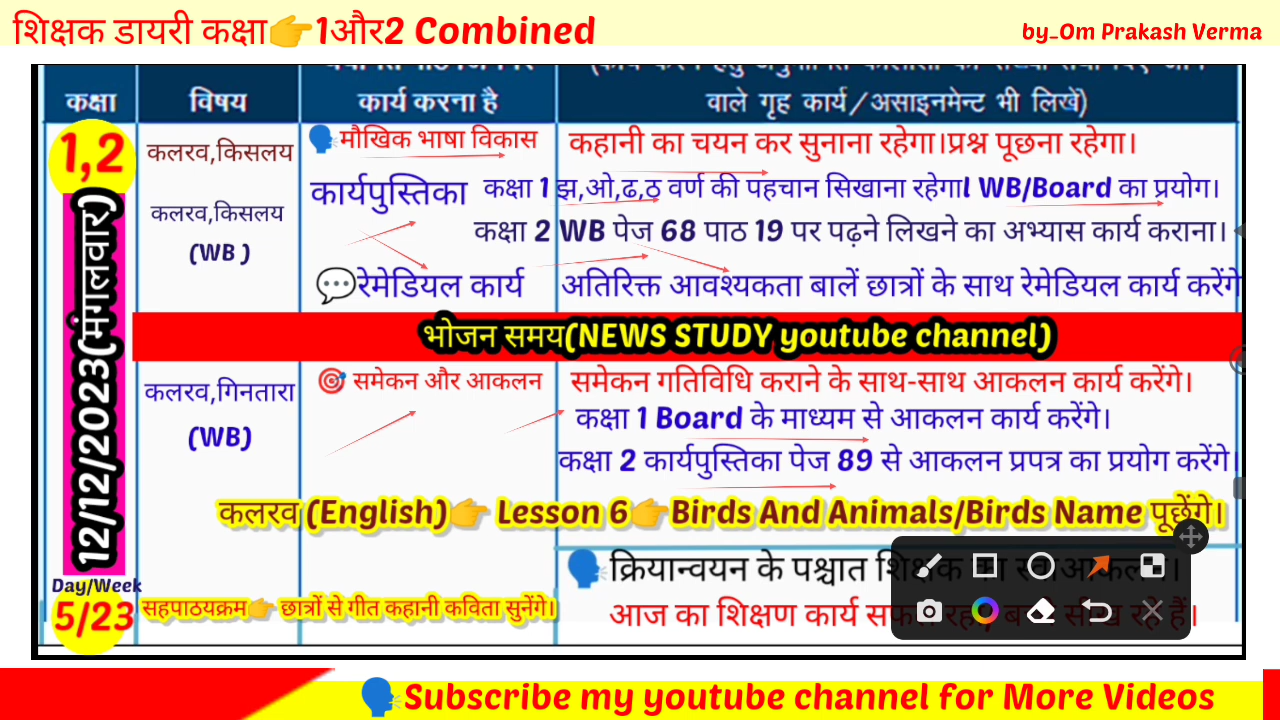 शिक्षक डायरी कक्षा👉1और2 Combined
by-Om Prakash Verma
कक्षा
विषय
कार्य करना है
वाले गृह कार्य/असाइनमेन्ट भी लिखें)
1,2
12/12/2023(मंगलवार)
Day/Week
5/23
कलरव,किसलय
🗣️मौखिक भाषा विकास
कहानी का चयन कर सुनाना रहेगा।प्रश्न पूछना रहेगा।
कलरव,किसलय
(WB )
कार्यपुस्तिका
कक्षा 1 झ,ओ,ढ,ठ वर्ण की पहचान सिखाना रहेगाl WB/Board का प्रयोग।
कक्षा 2 WB पेज 68 पाठ 19 पर पढ़ने लिखने का अभ्यास कार्य कराना।
💬रेमेडियल कार्य
अतिरिक्त आवश्यकता बालें छात्रों के साथ रेमेडियल कार्य करेंगे
भोजन समय(NEWS STUDY youtube channel)
कलरव,गिनतारा
(WB)
🎯 समेकन और आकलन
समेकन गतिविधि कराने के साथ-साथ आकलन कार्य करेंगे।
कक्षा 1 Board के माध्यम से आकलन कार्य करेंगे।
कक्षा 2 कार्यपुस्तिका पेज 89 से आकलन प्रपत्र का प्रयोग करेंगे।
कलरव (English)👉 Lesson 6👉Birds And Animals/Birds Name पूछेंगे।
🗣️क्रियान्वयन के पश्चात शिक्षक का
सहपाठयक्रम👉 छात्रों से गीत कहानी कविता सुनेंगे।
आज का शिक्षण कार्य सफल रहा, सीख रहे हैं।
🗣️Subscribe my youtube channel for More Videos